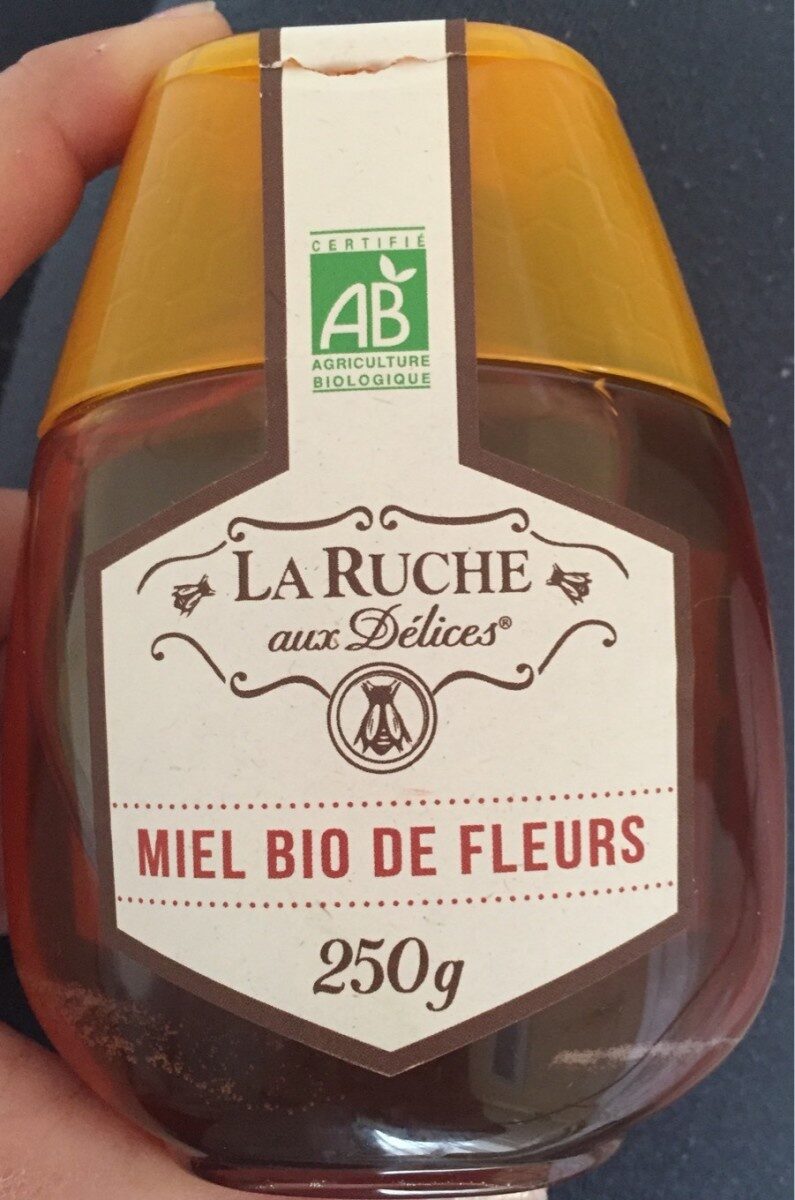 CERTIFIÉ
AB
AGRICULTURE
BIOLOGIQUE
LA RUCHE
aux Délices®
MIEL BIO DE FLEURS
250g